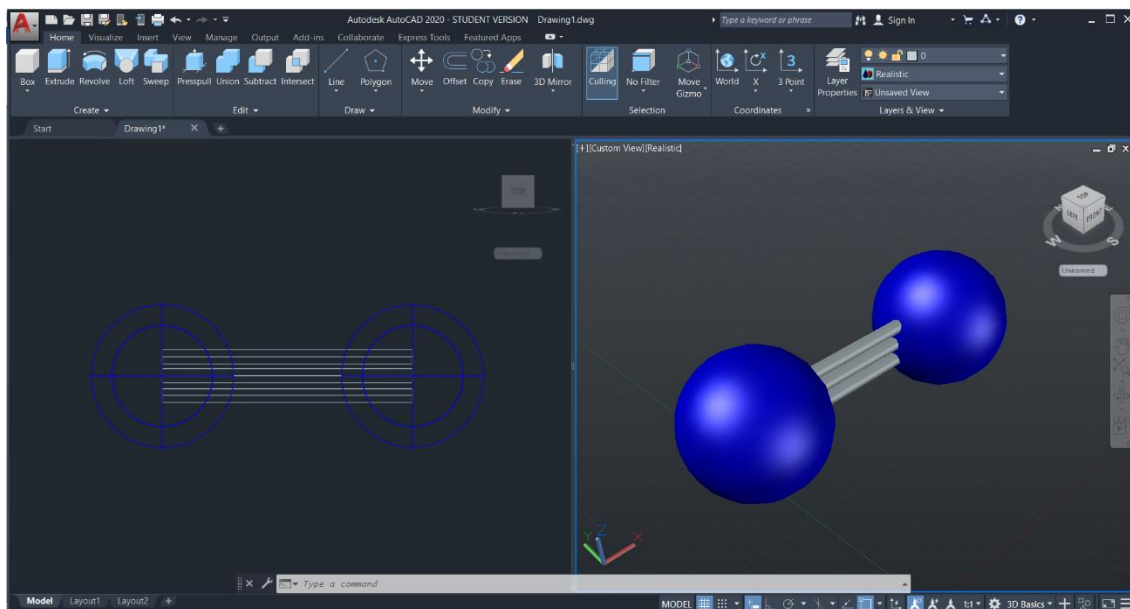 Autodesk AutoCAD 2020 - STUDENT VERSION Drawing1.dwg
Type a keyword or phrase
Sign In
Home Visualize Insert View Manage Output Add-ins Collaborate Express Tools Featured Apps
Box Extrude Revolve Loft Sweep Presspull Union Subtract Intersect Line Polygon Move Offset Copy Erase 3D Mirror Culling No Filter Move Gizmo World X 3 Point Layer Properties
0
Realistic
Unsaved View
Create Edit Draw Modify Selection Coordinates Layers & View
Start Drawing1*
[+][Custom View][Realistic]
TOP
TOP
FRONT
W
S
Unnamed
Z
Y
X
Type a command
Model Layout1 Layout2 +
MODEL 1:1 3D Basics